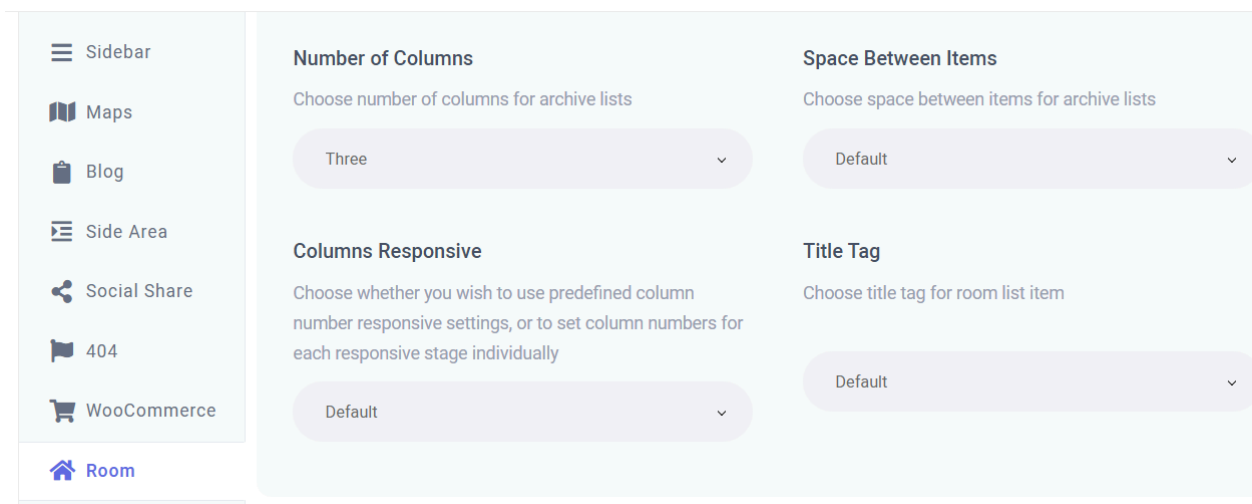 Sidebar
Maps
Blog
Side Area
Social Share
404
WooCommerce
Room
Number of Columns
Choose number of columns for archive lists
Three
Space Between Items
Choose space between items for archive lists
Default
Columns Responsive
Choose whether you wish to use predefined column
number responsive settings, or to set column numbers for
each responsive stage individually
Default
Title Tag
Choose title tag for room list item
Default